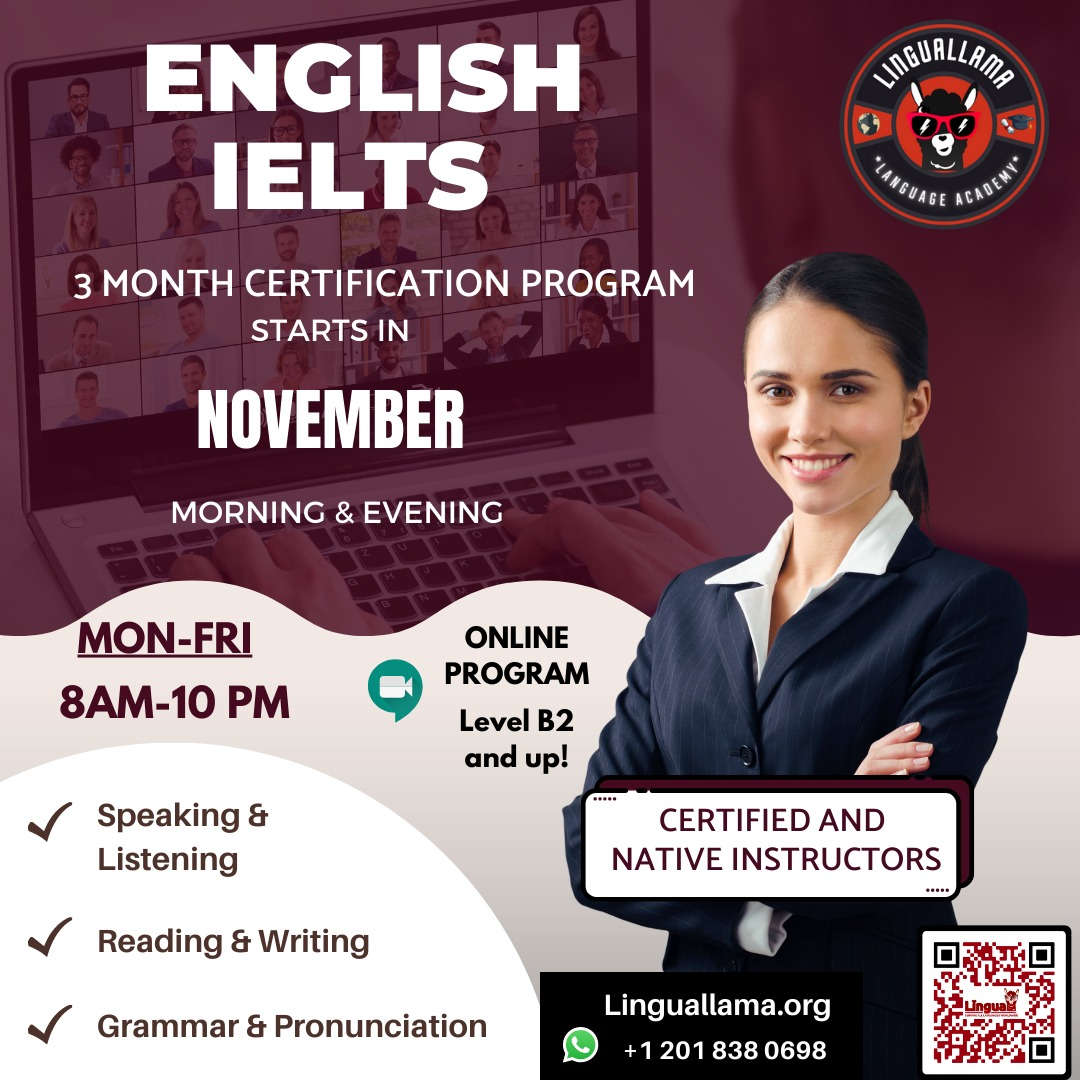 ENGLISH
IELTS
LINGUALLAMA
*LANGUAGE ACADEMY*
3 MONTH CERTIFICATION PROGRAM
STARTS IN
NOVEMBER
MORNING & EVENING
MON-FRI
8AM-10 PM
ONLINE
PROGRAM
Level B2
and up!
Speaking &
Listening
Reading & Writing
Grammar & Pronunciation
CERTIFIED AND
NATIVE INSTRUCTORS
Linguallama.org
+1 201 838 0698